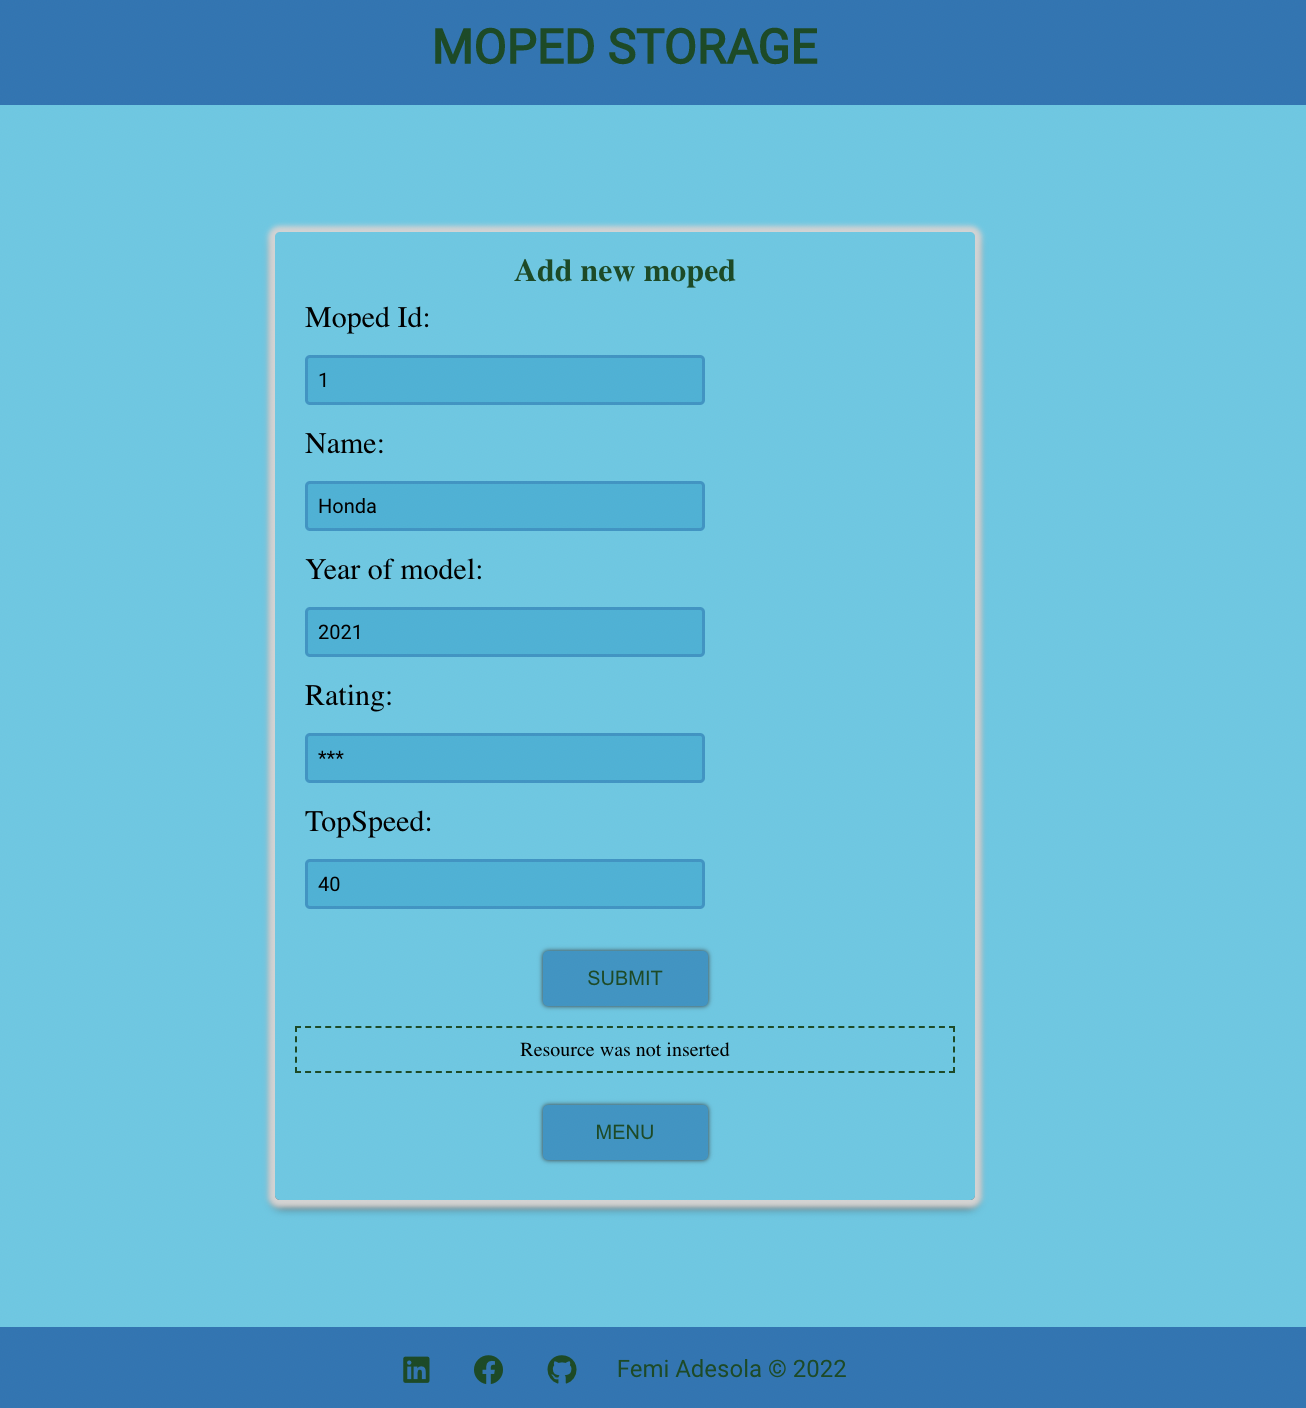 MOPED STORAGE
Add new moped
Moped Id:
1
Name:
Honda
Year of model:
2021
Rating:
***
TopSpeed:
40
SUBMIT
Resource was not inserted
MENU
Femi Adesola © 2022